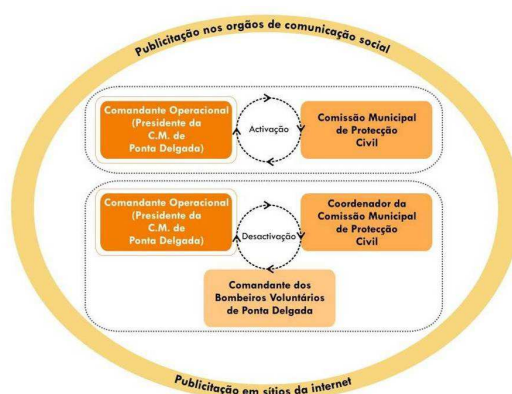 Publicitação nos orgãos de comunicação social
Comandante Operacional
(Presidente da
C.M. de
Ponta Delgada)
Activação
Comissão Municipal
de Protecção
Civil
Comandante Operacional
(Presidente da
C.M. de
Ponta Delgada)
Desactivação
Coordenador da
Comissão Municipal
de Protecção
Civil
Comandante dos
Bombeiros Voluntários
de Ponta Delgada
Publicitação em sítios da internet